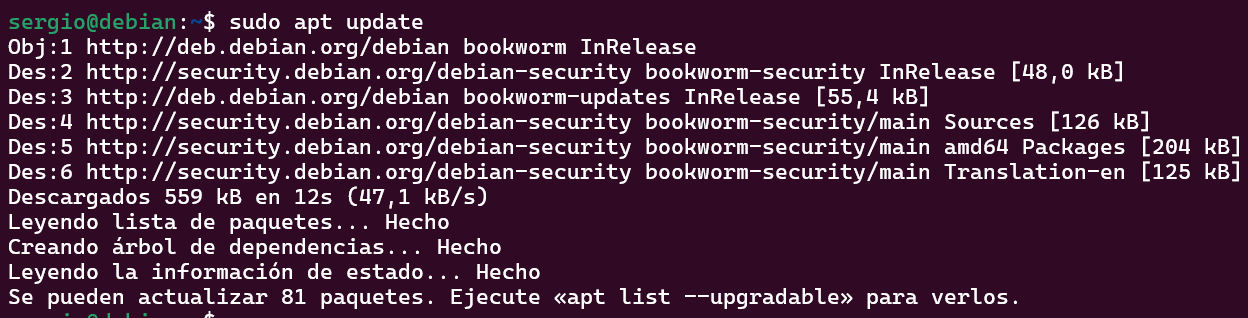 sergio@debian:~$ sudo apt update
Obj:1 http://deb.debian.org/debian bookworm InRelease
Des:2 http://security.debian.org/debian-security bookworm-security InRelease [48,0 kB]
Des:3 http://deb.debian.org/debian bookworm-updates InRelease [55,4 kB]
Des:4 http://security.debian.org/debian-security bookworm-security/main Sources [126 kB]
Des:5 http://security.debian.org/debian-security bookworm-security/main amd64 Packages [204 kB]
Des:6 http://security.debian.org/debian-security bookworm-security/main Translation-en [125 kB]
Descargados 559 kB en 12s (47,1 kB/s)
Leyendo lista de paquetes... Hecho
Creando árbol de dependencias... Hecho
Leyendo la información de estado... Hecho
Se pueden actualizar 81 paquetes. Ejecute «apt list --upgradable» para verlos.